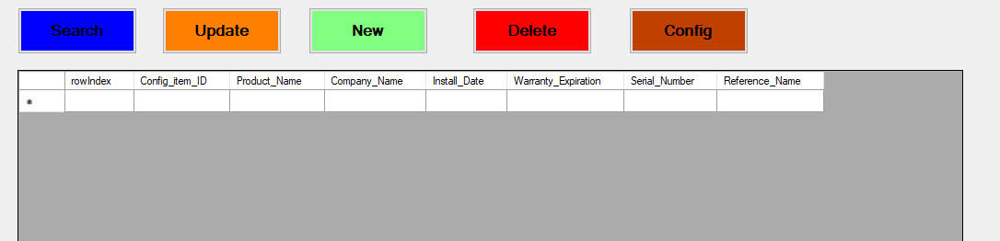 Search Update New Delete Config
rowIndex Config_item_ID Product_Name Company_Name Install_Date Warranty_Expiration Serial_Number Reference_Name
*